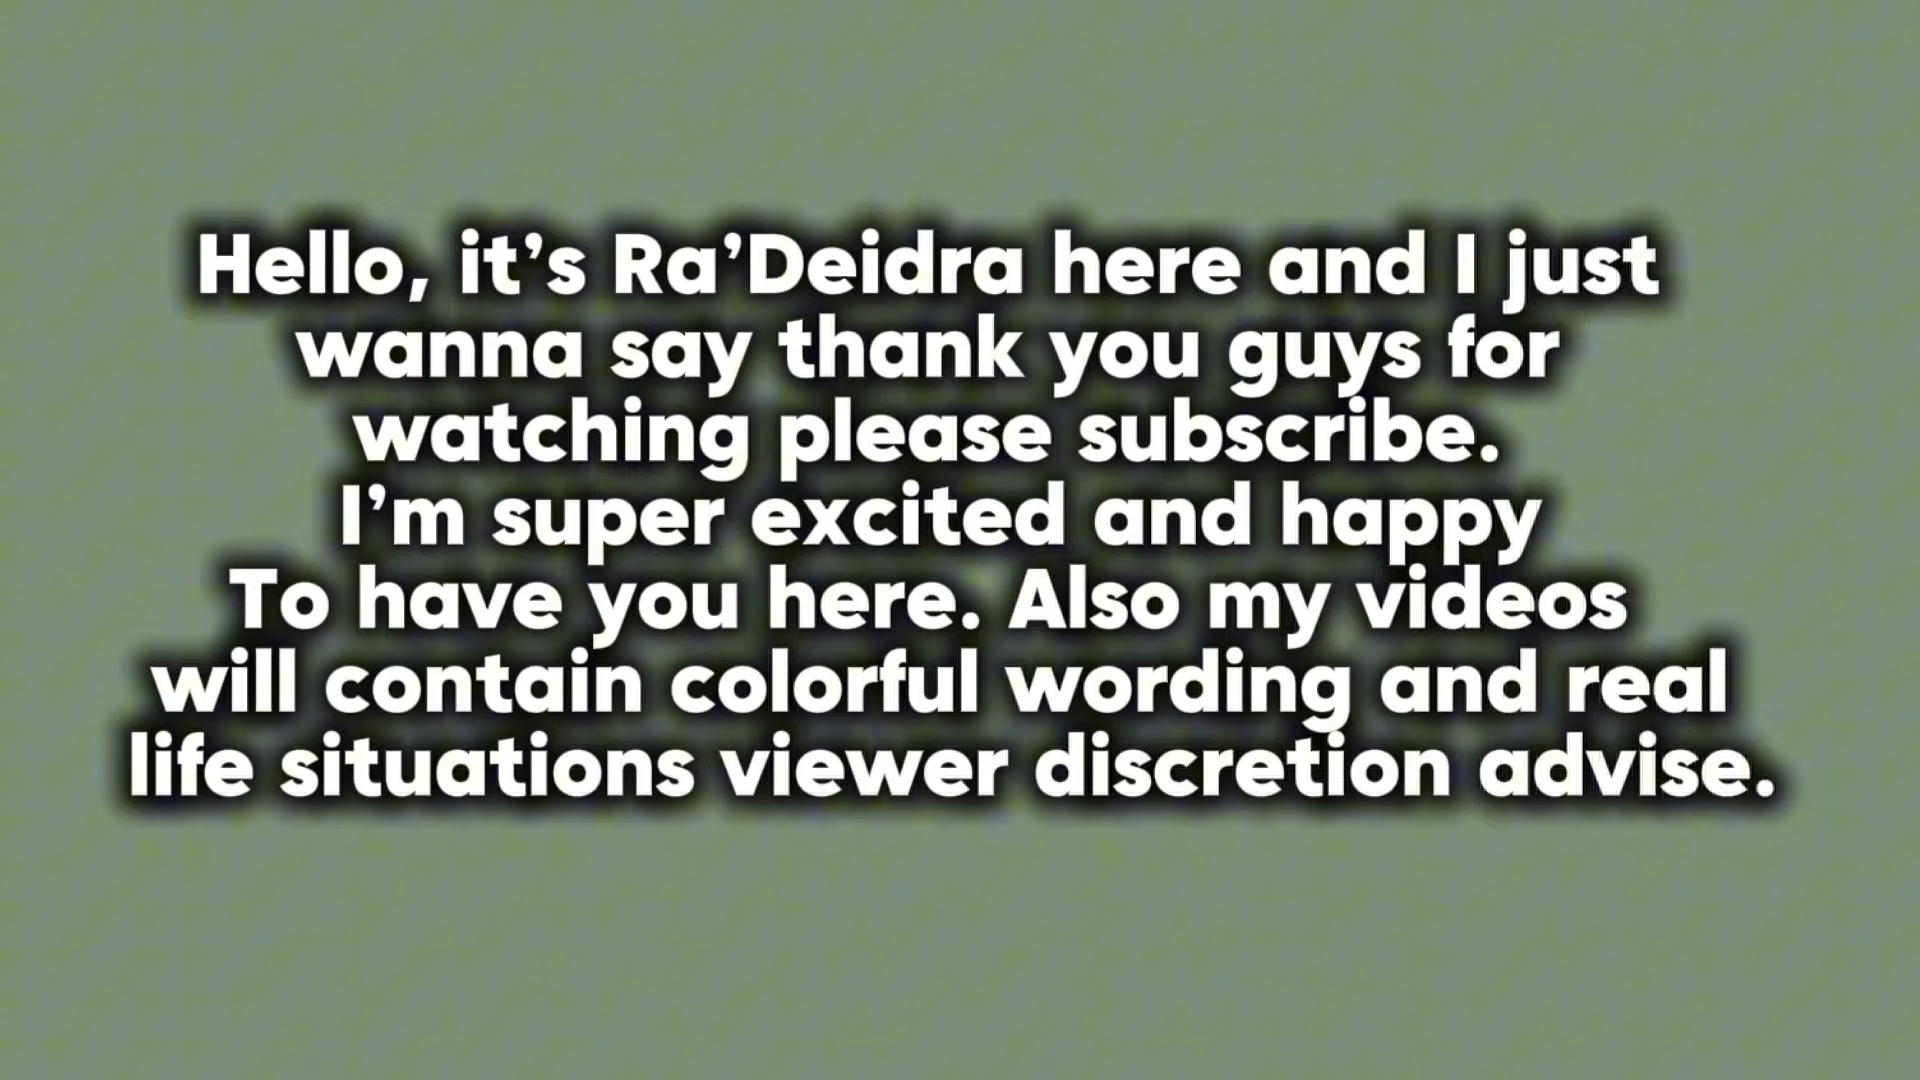 Hello, it’s Ra’Deidra here and I just
wanna say thank you guys for
watching please subscribe.
I’m super excited and happy
To have you here. Also my videos
will contain colorful wording and real
life situations viewer discretion advise.